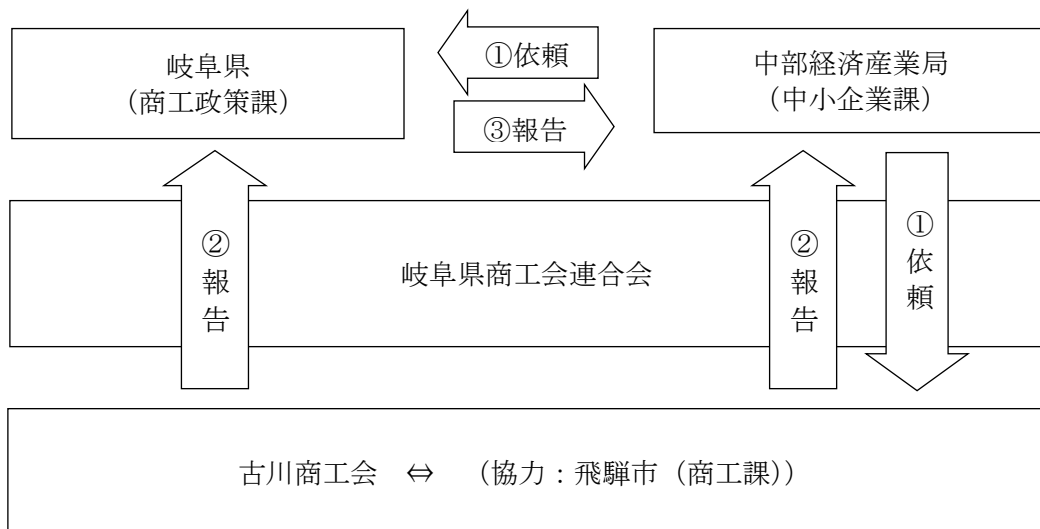 岐阜県
（商工政策課）
①依頼
③報告
中部経済産業局
（中小企業課）
②報告
岐阜県商工会連合会
②報告
①依頼
古川商工会　⇔　（協力：飛騨市（商工課））